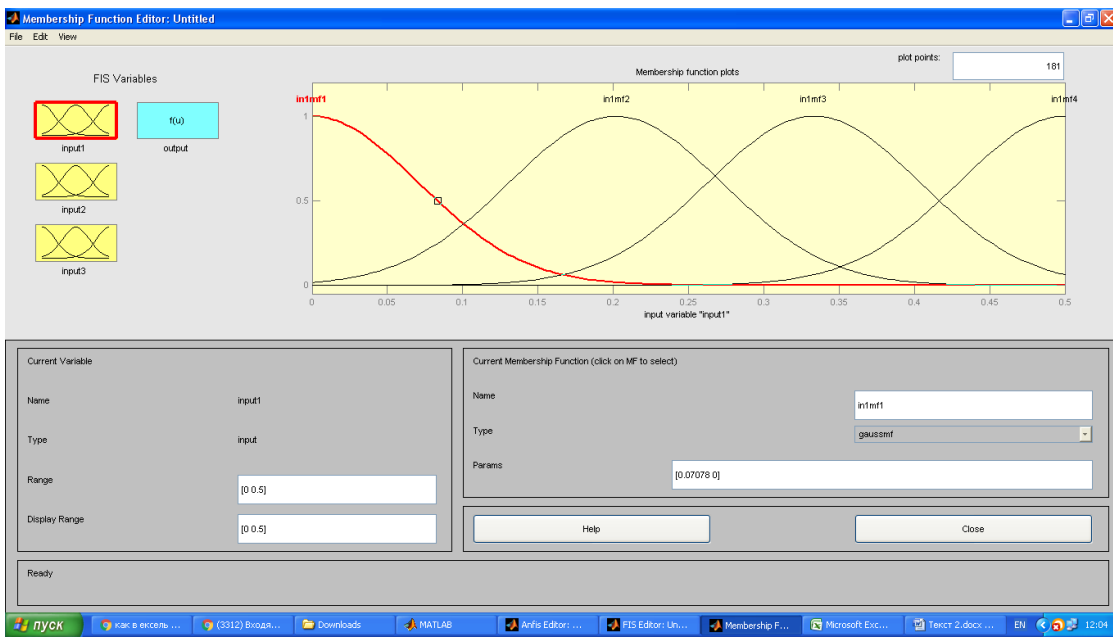 Membership Function Editor: Untitled
File Edit View
FIS Variables
input1
f(u)
output
input2
input3
plot points:
181
Membership function plots
in1mf1 in1mf2 in1mf3 in1mf4
1
0.5
0
0 0.05 0.1 0.15 0.2 0.25 0.3 0.35 0.4 0.45 0.5
input variable "input1"
Current Variable
Name input1
Type input
Range [0 0.5]
Display Range [0 0.5]
Current Membership Function (click on MF to select)
Name in1mf1
Type gaussmf
Params [0.07078 0]
Help Close
Ready
пуск как в ексель ... (3312) Входя... Downloads MATLAB Anfis Editor: ... FIS Editor: Un... Membership F... Microsoft Exc... Текст 2.docx ... EN 12:04